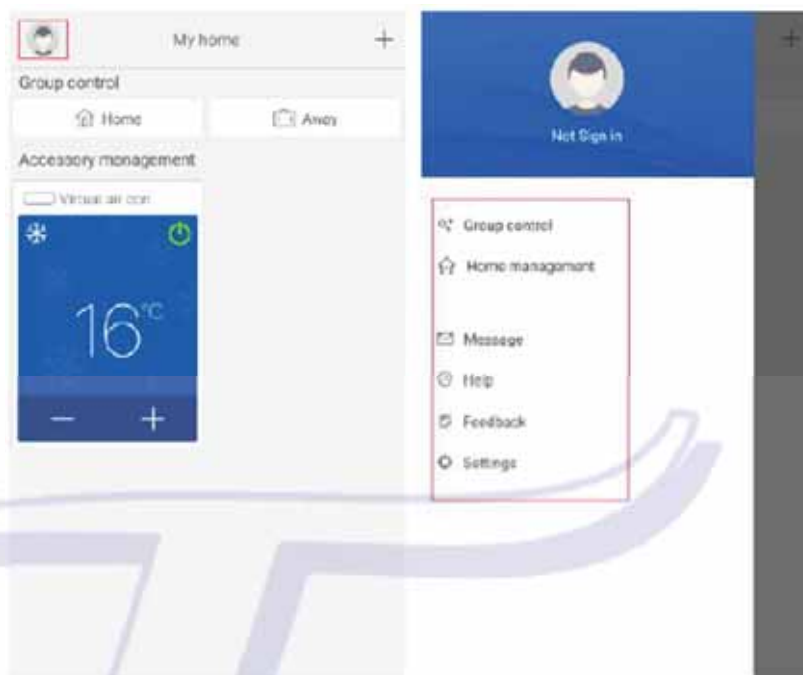 My home
Group control
Home
Away
Accessory management
Virtual air con
16°C
Not Sign in
Group control
Home management
Message
Help
Feedback
Settings